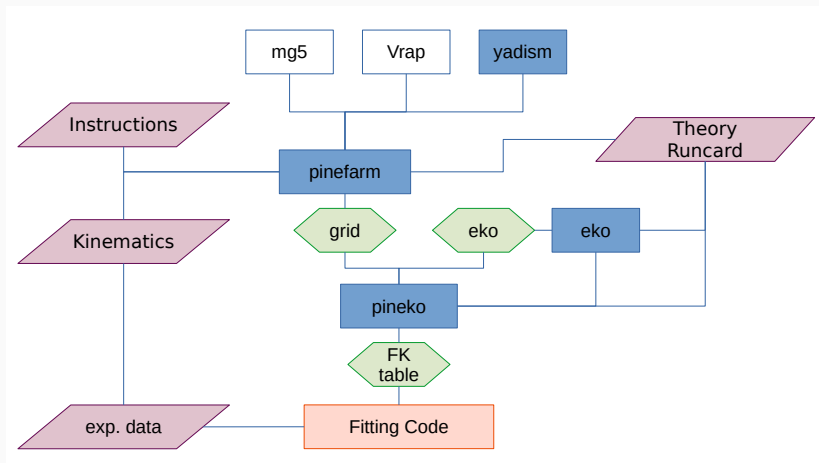 mg5
Vrap
yadism
Instructions
Theory
Runcard
pinefarm
Kinematics
grid
eko
eko
pineko
FK
table
exp. data
Fitting Code